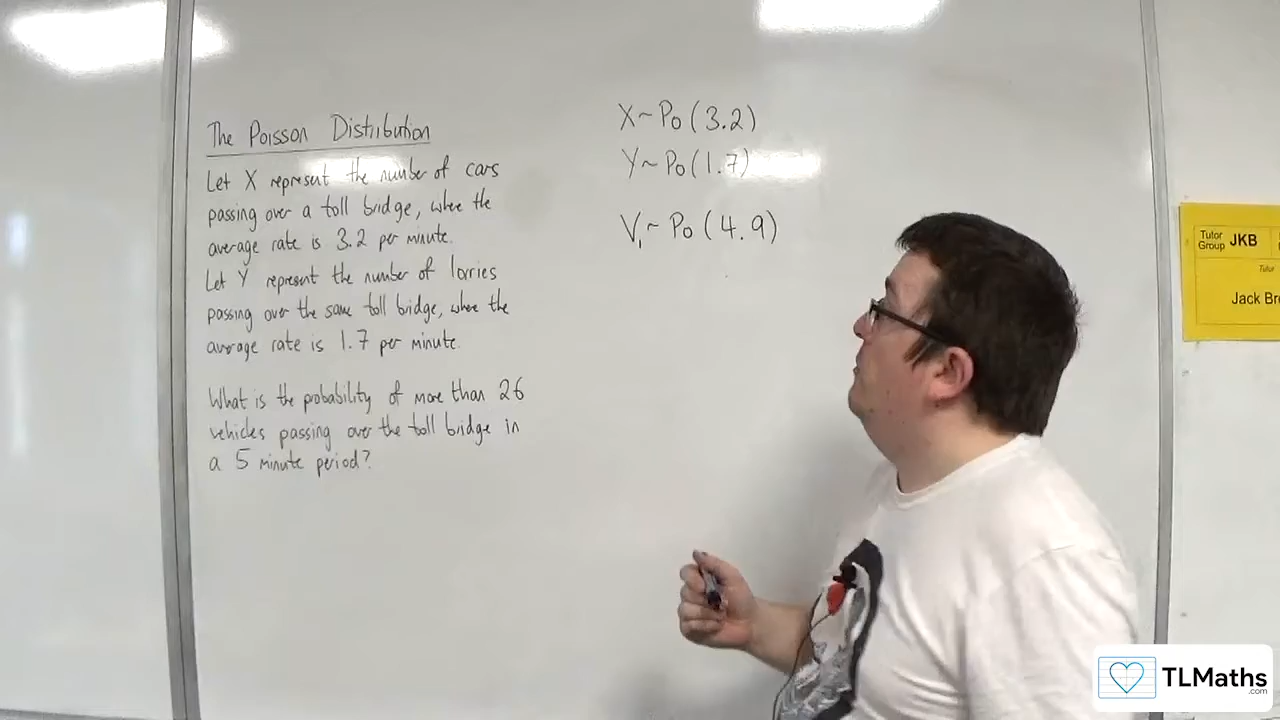 The Poisson Distribution
Let X represent the number of cars
passing over a toll bridge, where the
average rate is 3.2 per minute.
Let Y represent the number of lorries
passing over the same toll bridge, where the
average rate is 1.7 per minute.
What is the probability of more than 26
vehicles passing over the toll bridge in
a 5 minute period?
X~Po(3.2)
Y~Po(1.7)
V₁~Po(4.9)
Tutor
Group JKB
Tutor
TLMaths
.com